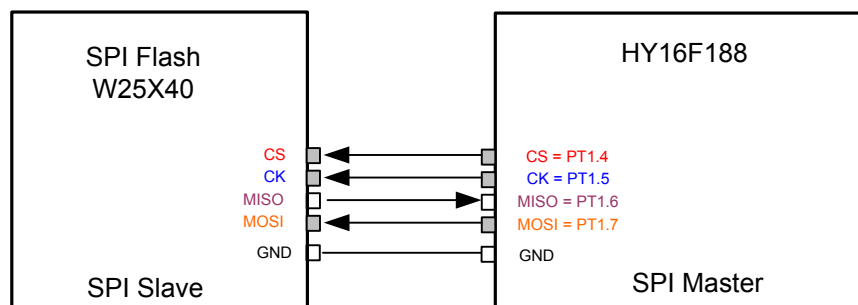 SPI Flash
W25X40
CS
CK
MISO
MOSI
GND
SPI Slave
HY16F188
CS = PT1.4
CK = PT1.5
MISO = PT1.6
MOSI = PT1.7
GND
SPI Master